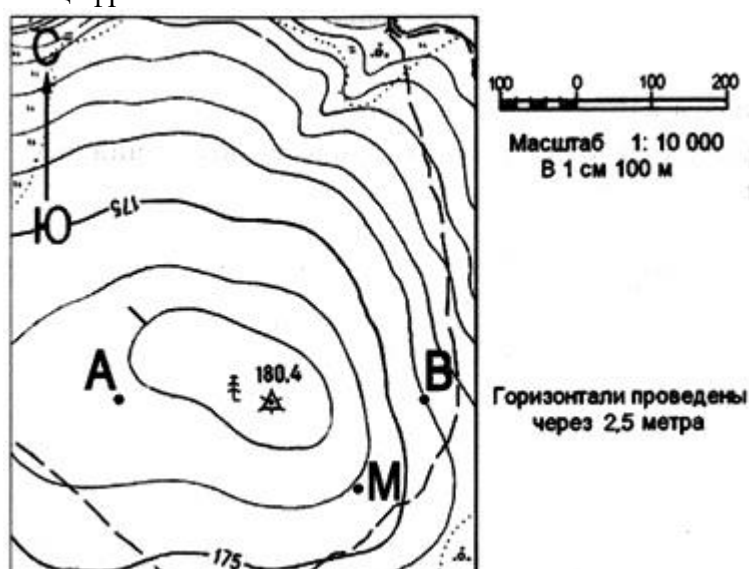 С
Ю
175
180.4
А
В
М
175
100 0 100 200
Масштаб 1: 10 000
В 1 см 100 м
Горизонтали проведены
через 2,5 метра